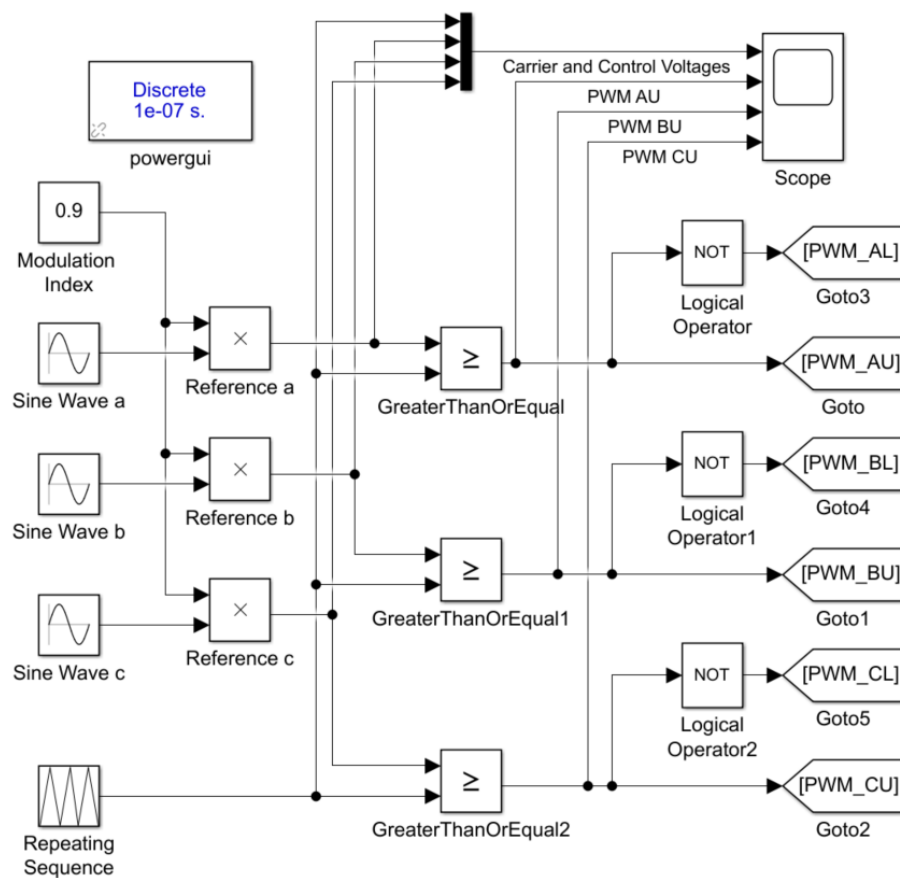 Discrete
1e-07 s.
powergui
Carrier and Control Voltages
PWM AU
PWM BU
PWM CU
Scope
0.9
Modulation
Index
NOT
Logical
Operator
[PWM_AL]
Goto3
Sine Wave a
×
Reference a
≥
GreaterThanOrEqual
[PWM_AU]
Goto
Sine Wave b
×
Reference b
NOT
Logical
Operator1
[PWM_BL]
Goto4
≥
GreaterThanOrEqual1
[PWM_BU]
Goto1
Sine Wave c
×
Reference c
NOT
Logical
Operator2
[PWM_CL]
Goto5
≥
GreaterThanOrEqual2
[PWM_CU]
Goto2
Repeating
Sequence